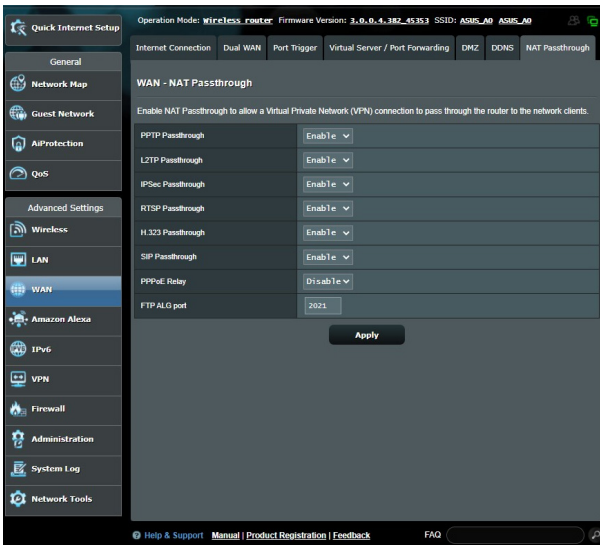 Quick Internet Setup
Operation Mode: Wireless router Firmware Version: 3.0.0.4.382_45353 SSID: ASUS_A0 ASUS_A0
General
Network Map
Guest Network
AiProtection
QoS
Advanced Settings
Wireless
LAN
WAN
Amazon Alexa
IPv6
VPN
Firewall
Administration
System Log
Network Tools
Internet Connection Dual WAN Port Trigger Virtual Server / Port Forwarding DMZ DDNS NAT Passthrough
WAN - NAT Passthrough
Enable NAT Passthrough to allow a Virtual Private Network (VPN) connection to pass through the router to the network clients.
PPTP Passthrough Enable
L2TP Passthrough Enable
IPSec Passthrough Enable
RTSP Passthrough Enable
H.323 Passthrough Enable
SIP Passthrough Enable
PPPoE Relay Disable
FTP ALG port 2021
Apply
Help & Support Manual | Product Registration | Feedback FAQ